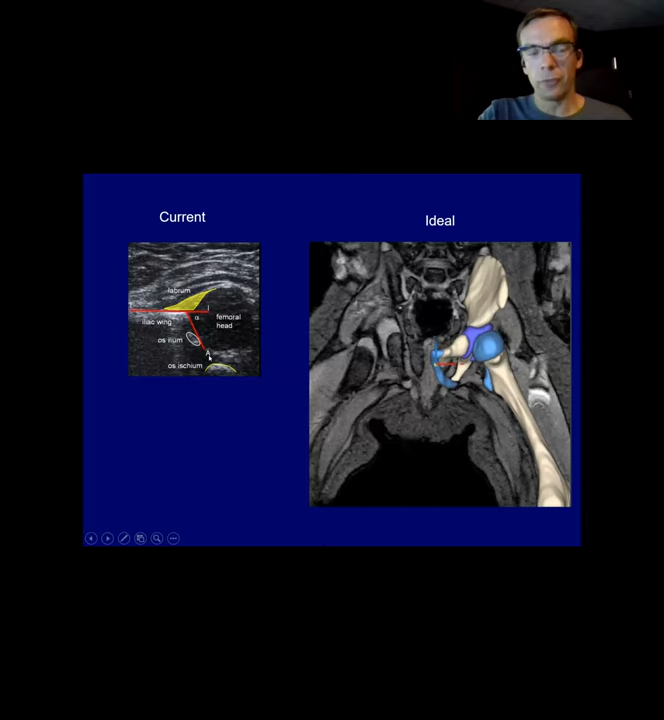 Current
Ideal
labrum
I
iliac wing
α
femoral
head
os ilium
A
os ischium